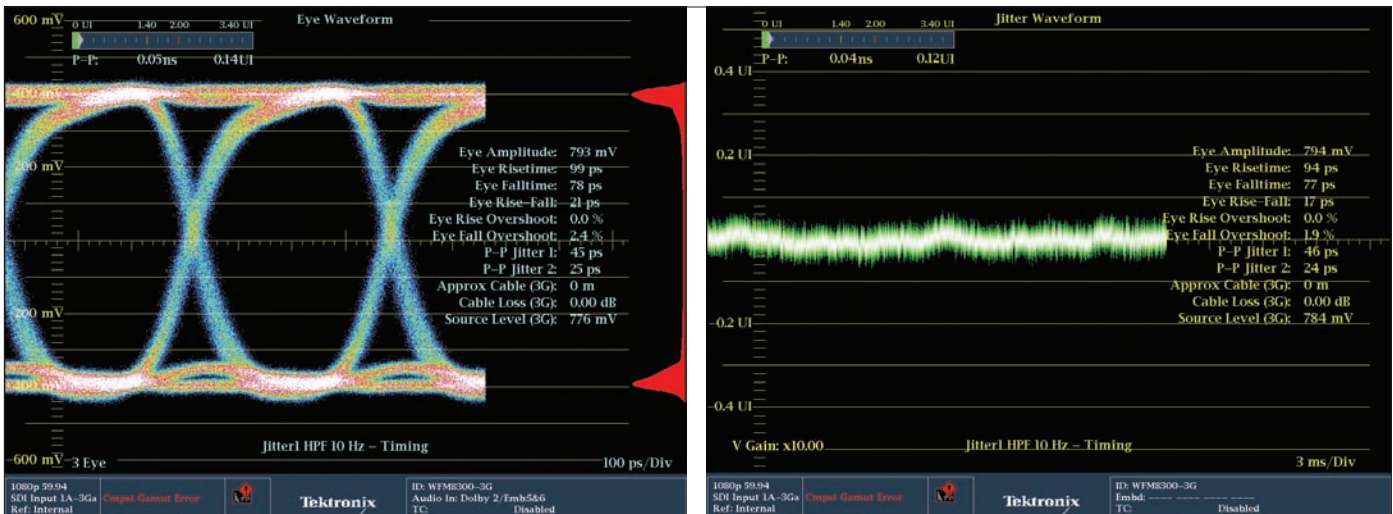 600 mV
0 UI 1.40 2.00 3.40 UI
Eye Waveform
P-P: 0.05ns 0.14UI
400 mV
200 mV
Eye Amplitude: 793 mV
Eye Risetime: 99 ps
Eye Falltime: 78 ps
Eye Rise-Fall: 21 ps
Eye Rise Overshoot: 0.0 %
Eye Fall Overshoot: 2.4 %
P-P Jitter 1: 45 ps
P-P Jitter 2: 25 ps
Approx Cable (3G): 0 m
Cable Loss (3G): 0.00 dB
Source Level (3G): 776 mV
200 mV
400 mV
Jitter1 HPF 10 Hz - Timing
-600 mV 3 Eye 100 ps/Div
1080p 59.94
SDI Input 1A-3Ga
Ref: Internal
Cmpst Gamut Error
Tektronix
ID: WFM8300-3G
Audio In: Dolby 2/Emb5&6
TC: Disabled
0 UI 1.40 2.00 3.40 UI
Jitter Waveform
P-P: 0.04ns 0.12UI
0.4 UI
0.2 UI
Eye Amplitude: 794 mV
Eye Risetime: 94 ps
Eye Falltime: 77 ps
Eye Rise-Fall: 17 ps
Eye Rise Overshoot: 0.0 %
Eye Fall Overshoot: 1.9 %
P-P Jitter 1: 46 ps
P-P Jitter 2: 24 ps
Approx Cable (3G): 0 m
Cable Loss (3G): 0.00 dB
Source Level (3G): 784 mV
-0.2 UI
-0.4 UI
V Gain: x10.00 Jitter1 HPF 10 Hz - Timing
3 ms/Div
1080p 59.94
SDI Input 1A-3Ga
Ref: Internal
Cmpst Gamut Error
Tektronix
ID: WFM8300-3G
Embd: ---- ---- ---- ----
TC: Disabled